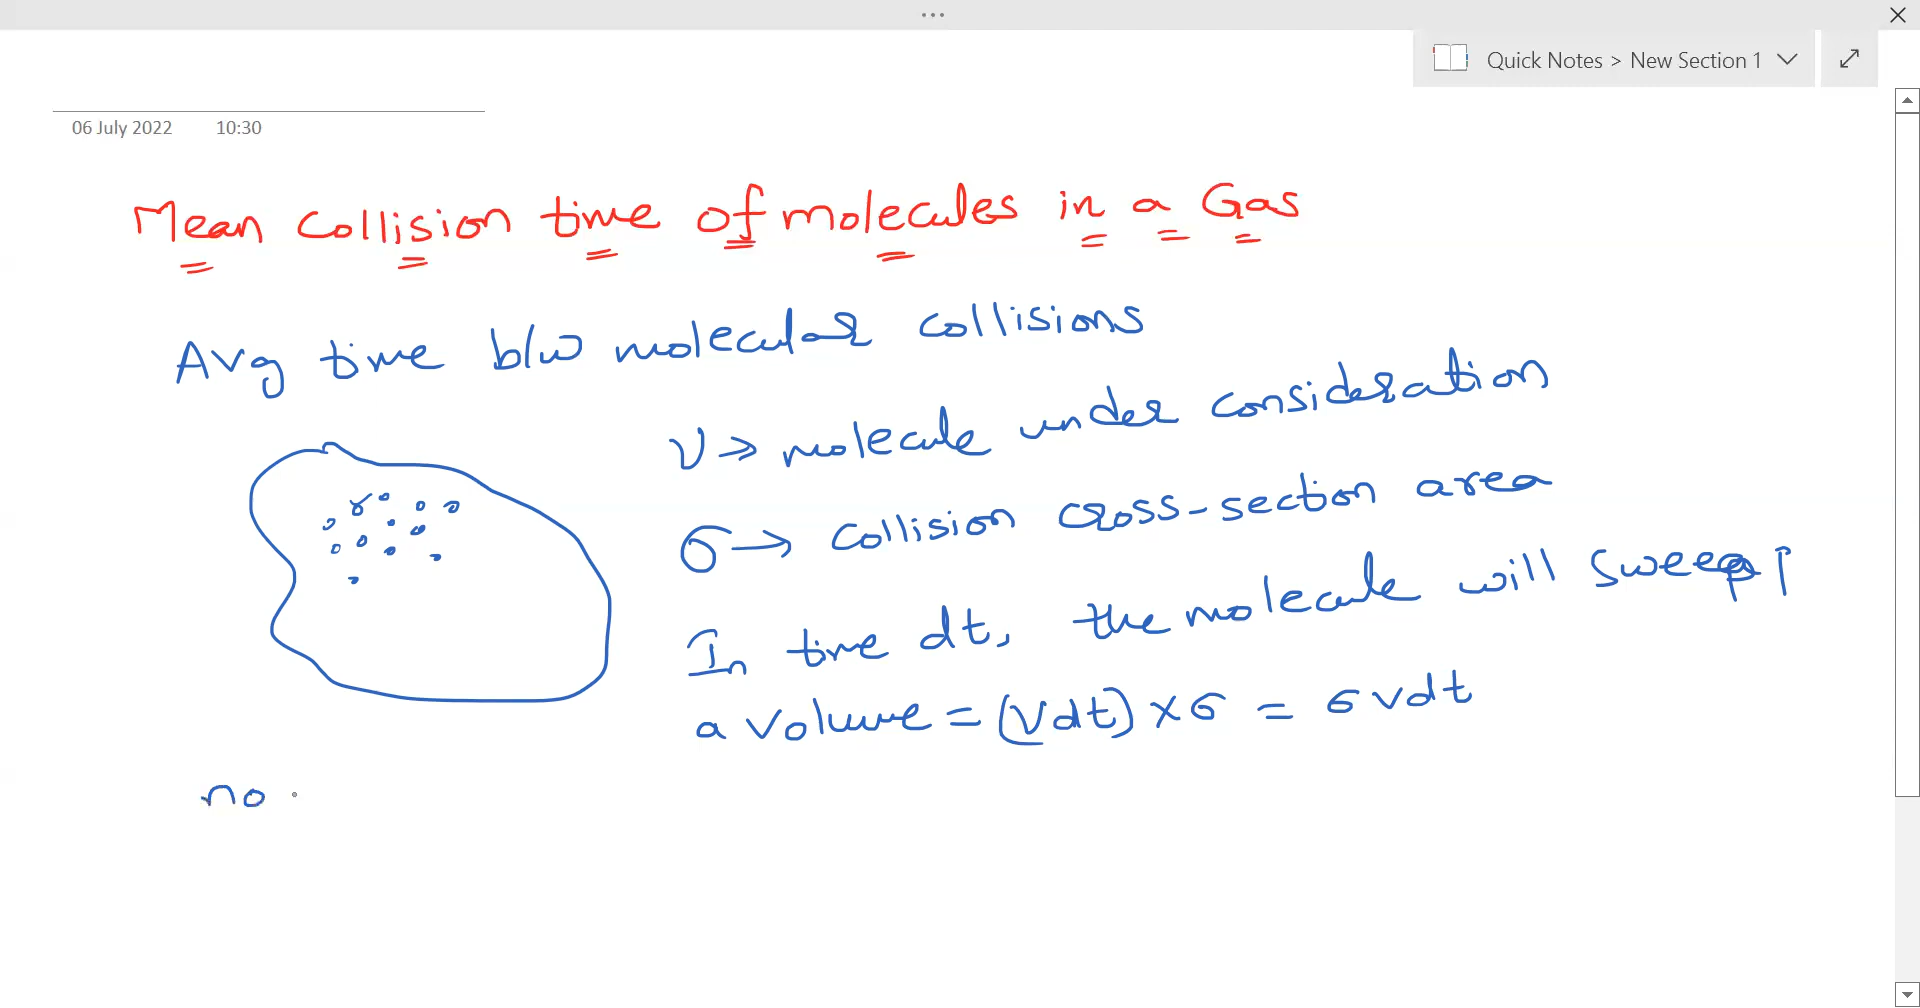 Quick Notes > New Section 1
06 July 2022 10:30
Mean collision time of molecules in a Gas
Avg time b/w molecular collisions
v → molecule under consideration
σ → collision cross-section area
In time dt, the molecule will sweep
a volume = (vdt) × σ = σvdt
no